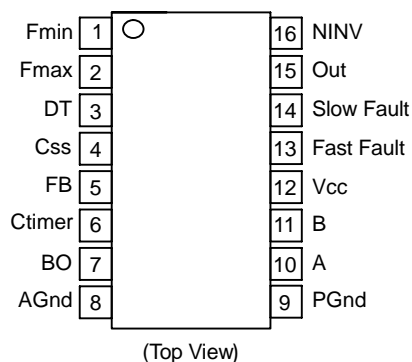 Fmin 1 16 NINV
Fmax 2 15 Out
DT 3 14 Slow Fault
Css 4 13 Fast Fault
FB 5 12 Vcc
Ctimer 6 11 B
BO 7 10 A
AGnd 8 9 PGnd
(Top View)